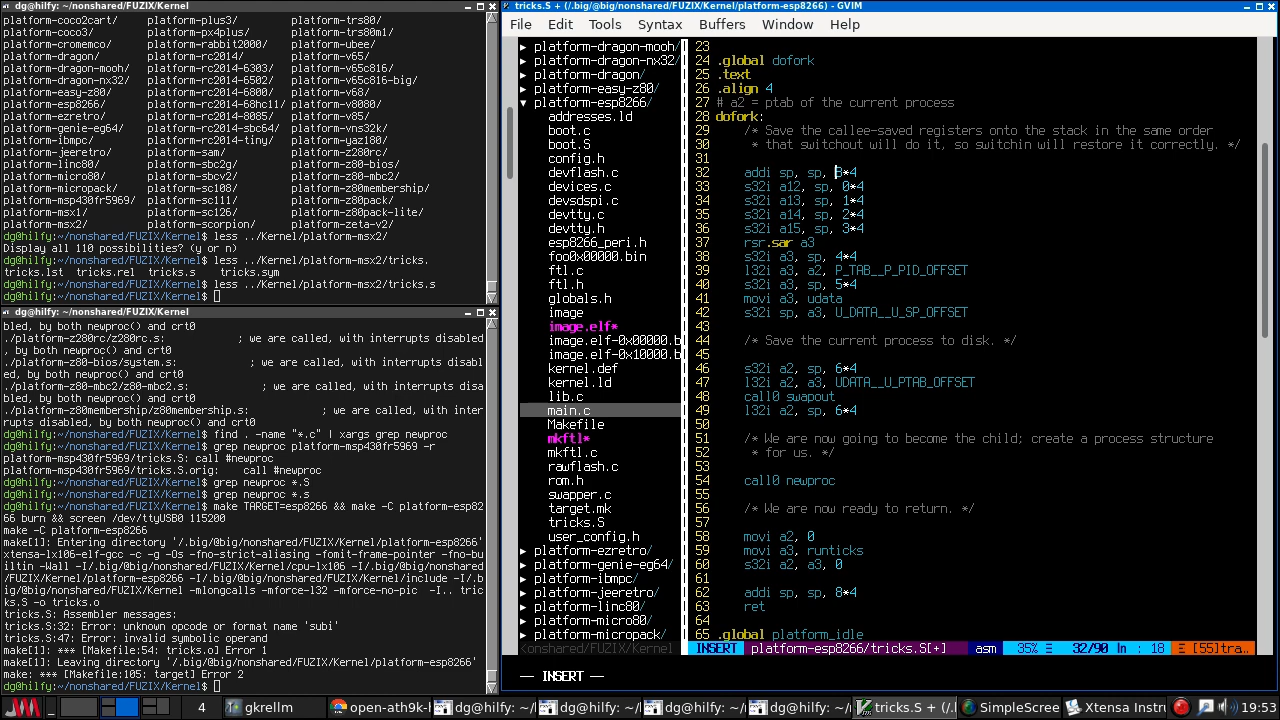 dg@hilfy: ~/nonshared/FUZIX/Kernel
platform-cocockart/ platform-plus3/ platform-trs80/
platform-coco3/ platform-px4plus/ platform-trs80m1/
platform-cromemco/ platform-rabbit2000/ platform-ubee/
platform-dragon/ platform-rc2014/ platform-v65/
platform-dragon-mooh/ platform-rc2014-6303/ platform-v65c816/
platform-dragon-nx32/ platform-rc2014-6502/ platform-v65c816-big/
platform-easy-z80/ platform-rc2014-6800/ platform-v68/
platform-esp8266/ platform-rc2014-68hc11/ platform-v8080/
platform-ezretro/ platform-rc2014-8085/ platform-v85/
platform-genie-eg64/ platform-rc2014-sbc64/ platform-vns32k/
platform-ibmpc/ platform-rc2014-tiny/ platform-yaz180/
platform-jeeretro/ platform-sam/ platform-z280rc/
platform-linc80/ platform-sbc2g/ platform-z80-bios/
platform-micro80/ platform-sbcv2/ platform-z80-mbc2/
platform-micropack/ platform-sc108/ platform-z80membership/
platform-msp430fr5969/ platform-sc111/ platform-z80pack/
platform-msx1/ platform-sc126/ platform-z80pack-lite/
platform-msx2/ platform-scorpion/ platform-zeta-v2/
dg@hilfy:~/nonshared/FUZIX/Kernel$ less ../Kernel/platform-msx2/
Display all 110 possibilities? (y or n)
dg@hilfy:~/nonshared/FUZIX/Kernel$ less ../Kernel/platform-msx2/tricks.
tricks.lst tricks.rel tricks.s tricks.sym
dg@hilfy:~/nonshared/FUZIX/Kernel$ less ../Kernel/platform-msx2/tricks.s
dg@hilfy:~/nonshared/FUZIX/Kernel$
dg@hilfy: ~/nonshared/FUZIX/Kernel
bled, by both newproc() and crt0
./platform-z280rc/z280rc.s: ; we are called, with interrupts disabled
, by both newproc() and crt0
./platform-z80-bios/system.s: ; we are called, with interrupts disabl
ed, by both newproc() and crt0
./platform-z80-mbc2/z80-mbc2.s: ; we are called, with interrupts disa
bled, by both newproc() and crt0
./platform-z80membership/z80membership.s: ; we are called, with inter
rupts disabled, by both newproc() and crt0
dg@hilfy:~/nonshared/FUZIX/Kernel$ find . -name "*.c" | xargs grep newproc
dg@hilfy:~/nonshared/FUZIX/Kernel$ grep newproc platform-msp430fr5969 -r
platform-msp430fr5969/tricks.S: call #newproc
platform-msp430fr5969/tricks.S.orig: call #newproc
dg@hilfy:~/nonshared/FUZIX/Kernel$ grep newproc *.S
dg@hilfy:~/nonshared/FUZIX/Kernel$ grep newproc *.s
dg@hilfy:~/nonshared/FUZIX/Kernel$ make TARGET=esp8266 && make -C platform-esp82
66 burn && screen /dev/ttyUSB0 115200
make -C platform-esp8266
make[1]: Entering directory '/.big/@big/nonshared/FUZIX/Kernel/platform-esp8266'
xtensa-lx106-elf-gcc -c -g -Os -fno-strict-aliasing -fomit-frame-pointer -fno-bu
iltin -Wall -I/.big/@big/nonshared/FUZIX/Kernel/cpu-lx106 -I/.big/@big/nonshared
/FUZIX/Kernel/platform-esp8266 -I/.big/@big/nonshared/FUZIX/Kernel/include -I/.b
ig/@big/nonshared/FUZIX/Kernel -mlongcalls -mforce-l32 -mforce-no-pic -I.. tric
ks.S -o tricks.o
tricks.S: Assembler messages:
tricks.S:32: Error: unknown opcode or format name 'subi'
tricks.S:47: Error: invalid symbolic operand
make[1]: *** [Makefile:54: tricks.o] Error 1
make[1]: Leaving directory '/.big/@big/nonshared/FUZIX/Kernel/platform-esp8266'
make: *** [Makefile:105: target] Error 2
dg@hilfy:~/nonshared/FUZIX/Kernel$
tricks.S + (/.big/@big/nonshared/FUZIX/Kernel/platform-esp8266) - GVIM
File Edit Tools Syntax Buffers Window Help
▶ platform-dragon-mooh/
▶ platform-dragon-nx32/
▶ platform-dragon/
▶ platform-easy-z80/
▼ platform-esp8266/
addresses.ld
boot.c
boot.S
config.h
devflash.c
devices.c
devsdspi.c
devtty.c
devtty.h
esp8266_peri.h
foo0x00000.bin
ftl.c
ftl.h
globals.h
image
image.elf*
image.elf-0x00000.b
image.elf-0x10000.b
kernel.def
kernel.ld
lib.c
main.c
Makefile
mkftl*
mkftl.c
rawflash.c
rom.h
swapper.c
target.mk
tricks.S
user_config.h
▶ platform-ezretro/
▶ platform-genie-eg64/
▶ platform-ibmpc/
▶ platform-jeeretro/
▶ platform-linc80/
▶ platform-micro80/
▶ platform-micropack/
<onshared/FUZIX/Kernel
23
24 .global dofork
25 .text
26 .align 4
27 # a2 = ptab of the current process
28 dofork:
29 /* Save the callee-saved registers onto the stack in the same order
30 * that switchout will do it, so switchin will restore it correctly. */
31
32 addi sp, sp, 8*4
33 s32i a12, sp, 0*4
34 s32i a13, sp, 1*4
35 s32i a14, sp, 2*4
36 s32i a15, sp, 3*4
37 rsr.sar a3
38 s32i a3, sp, 4*4
39 l32i a3, a2, P_TAB__P_PID_OFFSET
40 s32i a3, sp, 5*4
41 movi a3, udata
42 s32i sp, a3, U_DATA__U_SP_OFFSET
43
44 /* Save the current process to disk. */
45
46 s32i a2, sp, 6*4
47 l32i a2, a3, UDATA__U_PTAB_OFFSET
48 call0 swapout
49 l32i a2, sp, 6*4
50
51 /* We are now going to become the child; create a process structure
52 * for us. */
53
54 call0 newproc
55
56 /* We are now ready to return. */
57
58 movi a2, 0
59 movi a3, runticks
60 s32i a2, a3, 0
61
62 addi sp, sp, 8*4
63 ret
64
65 .global platform_idle
INSERT platform-esp8266/tricks.S[+] asm 35% Ξ 32/90 ln : 18 Ξ [55]tra…
-- INSERT --
4 gkrellm open-ath9k- dg@hilfy: ~/ dg@hilfy: ~/ dg@hilfy: ~/ dg@hilfy: ~/ tricks.S + (/. SimpleScree Xtensa Instr 19:53